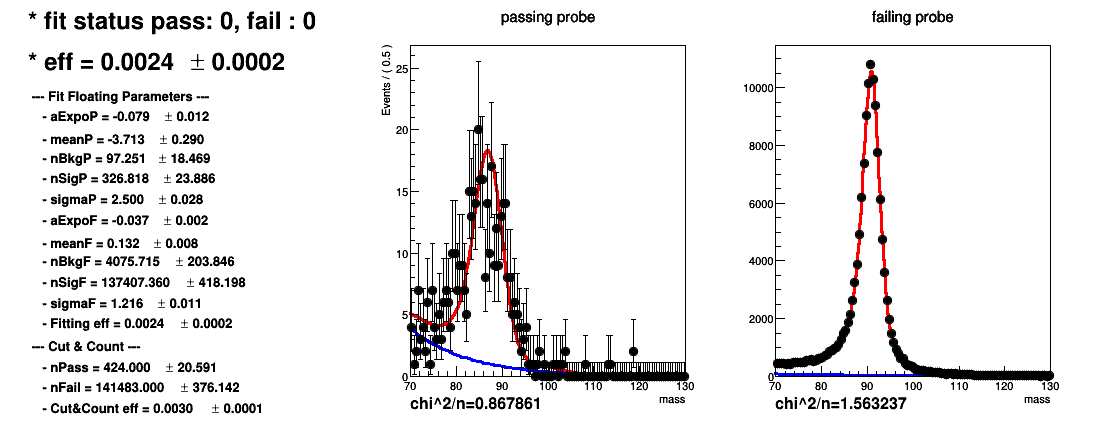 * fit status pass: 0, fail : 0
* eff = 0.0024 ± 0.0002
--- Fit Floating Parameters ---
- aExpoP = -0.079 ± 0.012
- meanP = -3.713 ± 0.290
- nBkgP = 97.251 ± 18.469
- nSigP = 326.818 ± 23.886
- sigmaP = 2.500 ± 0.028
- aExpoF = -0.037 ± 0.002
- meanF = 0.132 ± 0.008
- nBkgF = 4075.715 ± 203.846
- nSigF = 137407.360 ± 418.198
- sigmaF = 1.216 ± 0.011
- Fitting eff = 0.0024 ± 0.0002
--- Cut & Count ---
- nPass = 424.000 ± 20.591
- nFail = 141483.000 ± 376.142
- Cut&Count eff = 0.0030 ± 0.0001
passing probe
Events / ( 0.5 )
25
20
15
10
5
0
70 80 90 100 110 120 130
mass
chi^2/n=0.867861
failing probe
10000
8000
6000
4000
2000
0
70 80 90 100 110 120 130
mass
chi^2/n=1.563237